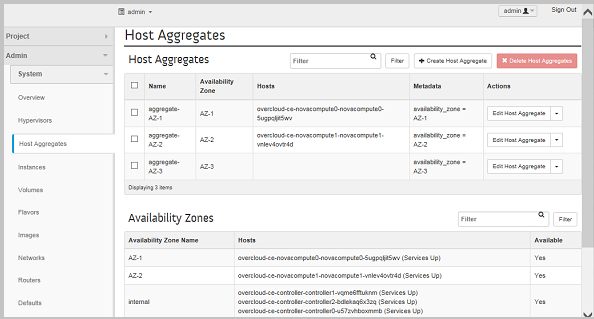 admin
admin
Sign Out
Project
Admin
System
Overview
Hypervisors
Host Aggregates
Instances
Volumes
Flavors
Images
Networks
Routers
Defaults
Host Aggregates
Host Aggregates
Filter
Filter
+ Create Host Aggregate
× Delete Host Aggregates
Name Availability Zone Hosts Metadata Actions
aggregate-AZ-1 AZ-1 overcloud-ce-novacompute0-novacompute0-5ugpqljit5wv availability_zone = AZ-1 Edit Host Aggregate
aggregate-AZ-2 AZ-2 overcloud-ce-novacompute1-novacompute1-vnlev4ovtr4d availability_zone = AZ-2 Edit Host Aggregate
aggregate-AZ-3 AZ-3 availability_zone = AZ-3 Edit Host Aggregate
Displaying 3 items
Availability Zones
Filter
Filter
Availability Zone Name Hosts Available
AZ-1 overcloud-ce-novacompute0-novacompute0-5ugpqljit5wv (Services Up) Yes
AZ-2 overcloud-ce-novacompute1-novacompute1-vnlev4ovtr4d (Services Up) Yes
overcloud-ce-controller-controller1-vqme6fftuknm (Services Up)
internal overcloud-ce-controller-controller2-bdlekaq6x3zq (Services Up) Yes
overcloud-ce-controller-controller0-u57zvhboxmmb (Services Up)